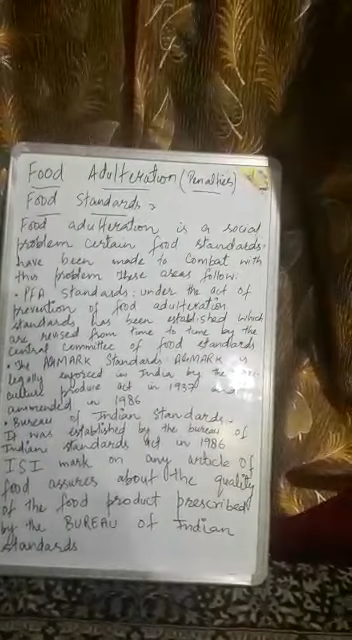 Food Adulteration (Penalties)
Food Standards
Food adulteration is a social
problem certain food standards
have been made to Combat with
this problem these areas follow:
• PFA Standards: under the act of
prevention of food adulteration
standards has been established which
are revised from time to time by the
central committee of food standards
• The AGMARK Standards AGMARK is
legally enforced in India by the
culture produce act in 1937 and
ammended in 1986
• Bureau of Indian Standards.
It was established by the bureau of
Indian standards act in 1986
ISI mark on any article of
food assures about the quality
of the food product prescribed
by the BUREAU of Indian
Standards